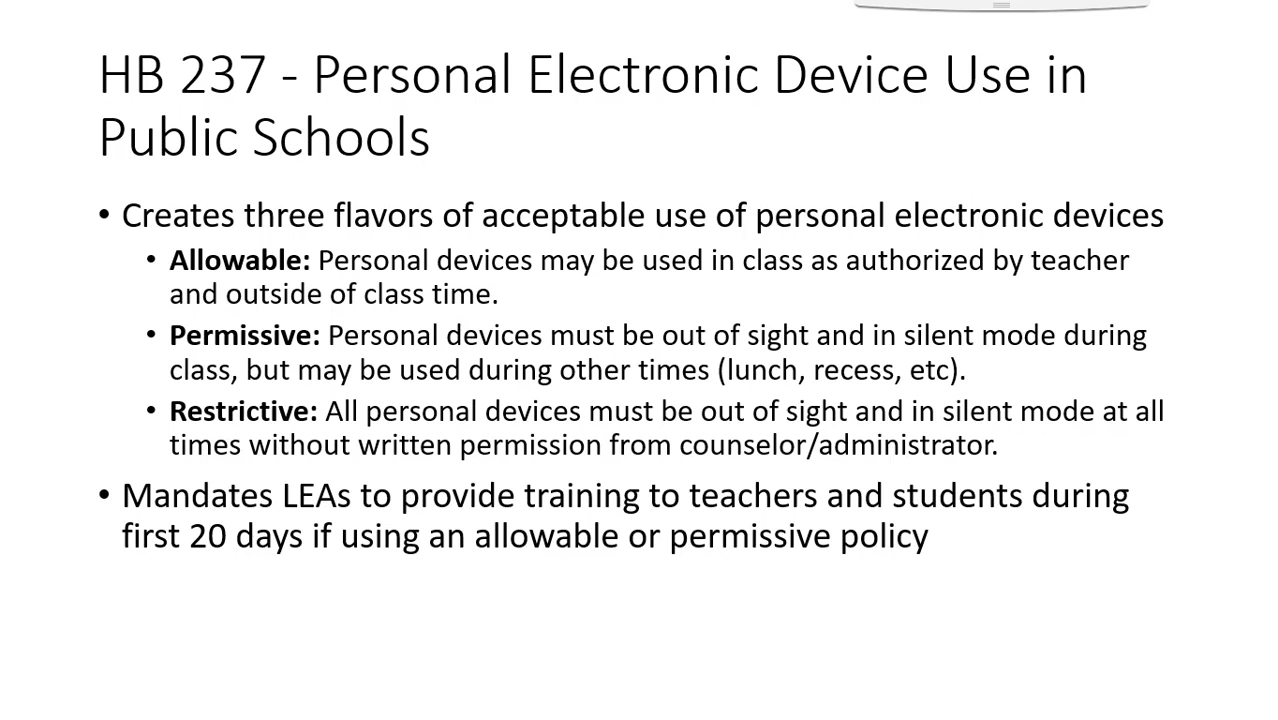 HB 237 - Personal Electronic Device Use in
Public Schools
• Creates three flavors of acceptable use of personal electronic devices
• Allowable: Personal devices may be used in class as authorized by teacher
and outside of class time.
• Permissive: Personal devices must be out of sight and in silent mode during
class, but may be used during other times (lunch, recess, etc).
• Restrictive: All personal devices must be out of sight and in silent mode at all
times without written permission from counselor/administrator.
• Mandates LEAs to provide training to teachers and students during
first 20 days if using an allowable or permissive policy